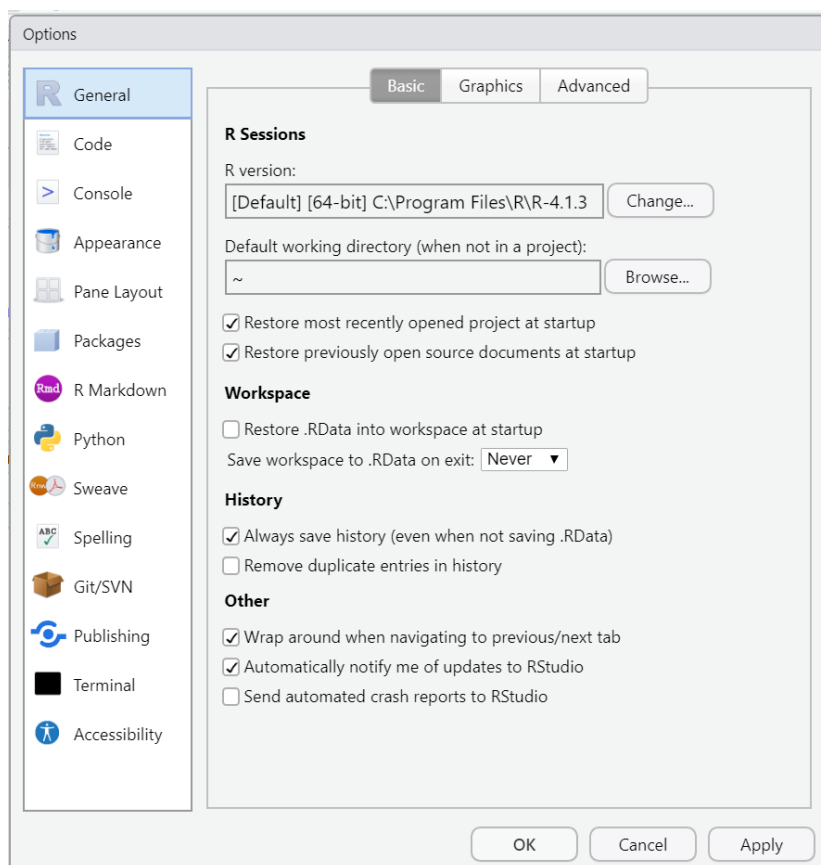 Options
General
Code
Console
Appearance
Pane Layout
Packages
Rmd R Markdown
Python
Rnw Sweave
ABC Spelling
Git/SVN
Publishing
Terminal
Accessibility
Basic Graphics Advanced
R Sessions
R version:
[Default] [64-bit] C:\Program Files\R\R-4.1.3 Change...
Default working directory (when not in a project):
~ Browse...
Restore most recently opened project at startup
Restore previously open source documents at startup
Workspace
Restore .RData into workspace at startup
Save workspace to .RData on exit: Never
History
Always save history (even when not saving .RData)
Remove duplicate entries in history
Other
Wrap around when navigating to previous/next tab
Automatically notify me of updates to RStudio
Send automated crash reports to RStudio
OK Cancel Apply